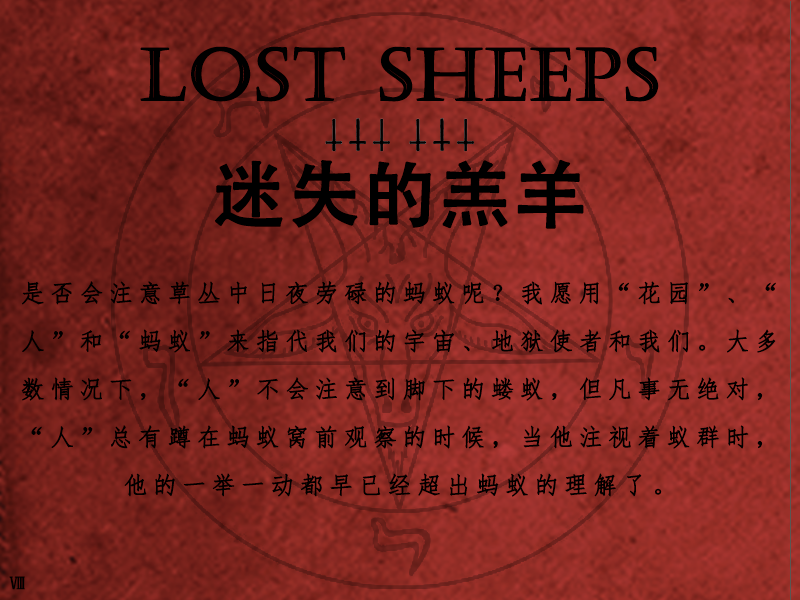 LOST SHEEPS
迷失的羔羊
是否会注意草丛中日夜劳碌的蚂蚁呢？我愿用“花园”、“
人”和“蚂蚁”来指代我们的宇宙、地狱使者和我们。大多
数情况下，“人”不会注意到脚下的蝼蚁，但凡事无绝对，
“人”总有蹲在蚂蚁窝前观察的时候，当他注视着蚁群时，
他的一举一动都早已经超出蚂蚁的理解了。
VIII